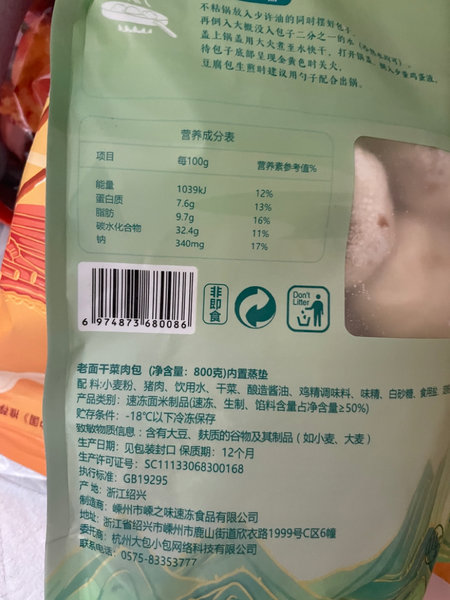 不粘锅放入少许油的同时摆好包子
再倒入大概没入包子二分之一的水
盖上锅盖用大火煮至水快干,打开锅盖,倒入少量鸡蛋液,
待包子底部呈现金黄色时关火,
豆腐包生煎时建议用勺子配合出锅。
营养成分表
项目 每100g 营养素参考值%
能量 1039kJ 12%
蛋白质 7.6g 13%
脂肪 9.7g 16%
碳水化合物 32.4g 11%
钠 340mg 17%
6 974873 680086
非即食
Don't Litter
老面干菜肉包 (净含量:800克)内置蒸垫
配 料:小麦粉、猪肉、饮用水、干菜、酿造酱油、鸡精调味料、味精、白砂糖、食用盐
产品类别:速冻面米制品(速冻、生制、馅料含量占净含量≥50%)
贮存条件:-18℃以下冷冻保存
致敏物质信息:含有大豆、麸质的谷物及其制品(如小麦、大麦)
生产日期:见包装封口 保质期:12个月
生产许可证号:SC11133068300168
执行标准:GB19295
产 地:浙江绍兴
制造商:嵊州市嵊之味速冻食品有限公司
地 址:浙江省绍兴市嵊州市鹿山街道欣衣路1999号C区6幢
委托商:杭州大包小包网络科技有限公司
联系电话:0575-83353777